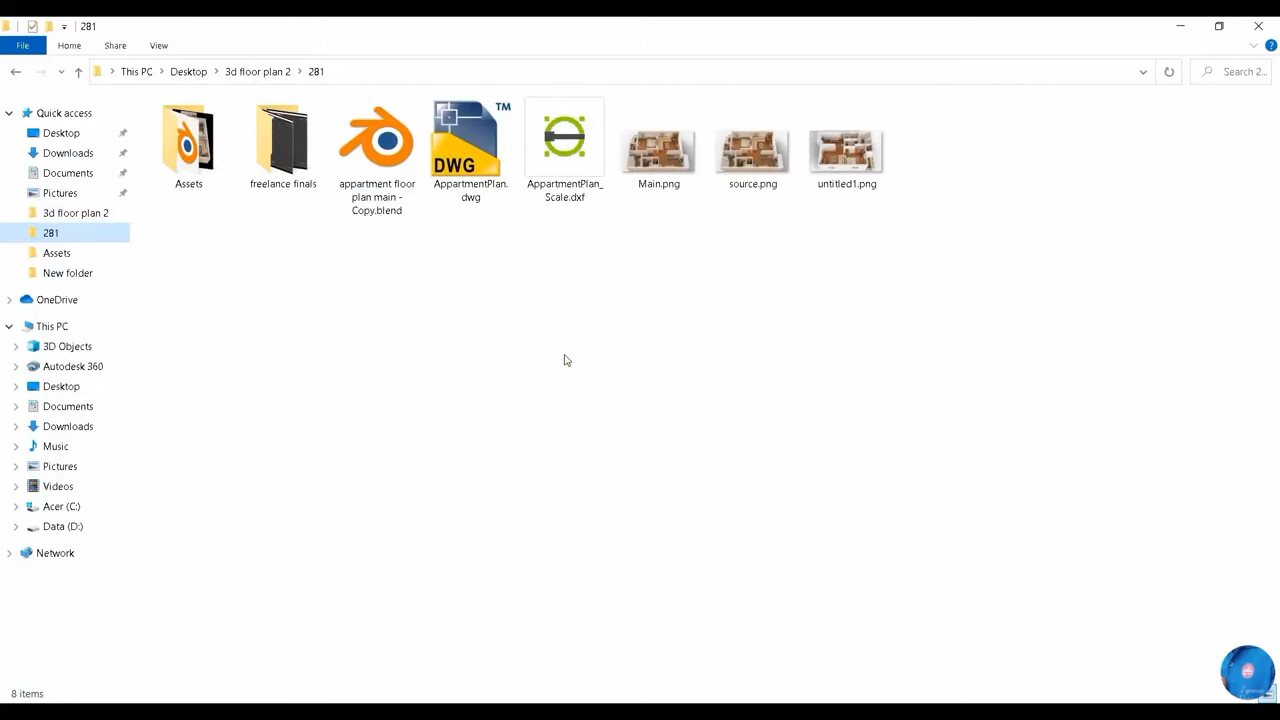 281
File Home Share View
This PC Desktop 3d floor plan 2 281 Search 2...
Quick access
Desktop
Downloads
Documents
Pictures
3d floor plan 2
281
Assets
New folder
OneDrive
This PC
3D Objects
Autodesk 360
Desktop
Documents
Downloads
Music
Pictures
Videos
Acer (C:)
Data (D:)
Network
TM
DWG
Assets
freelance finals
appartment floor
plan main -
Copy.blend
AppartmentPlan.
dwg
AppartmentPlan_
Scale.dxf
Main.png
source.png
untitled1.png
8 items